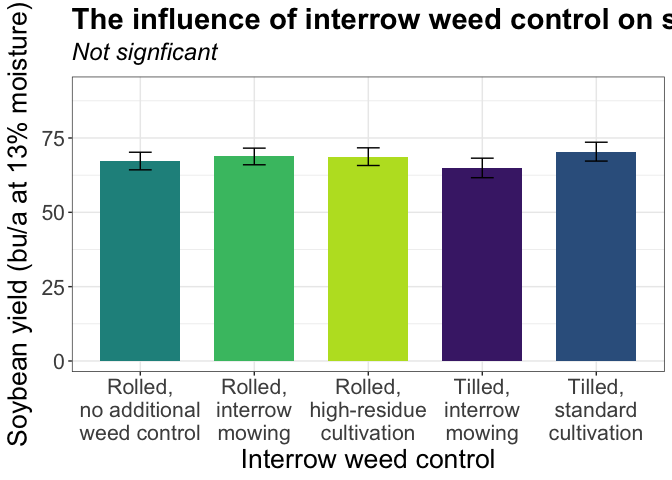 The influence of interrow weed control on s
Not signficant
Soybean yield (bu/a at 13% moisture)
75
50
25
0
Rolled,
no additional
weed control
Rolled,
interrow
mowing
Rolled,
high-residue
cultivation
Tilled,
interrow
mowing
Tilled,
standard
cultivation
Interrow weed control